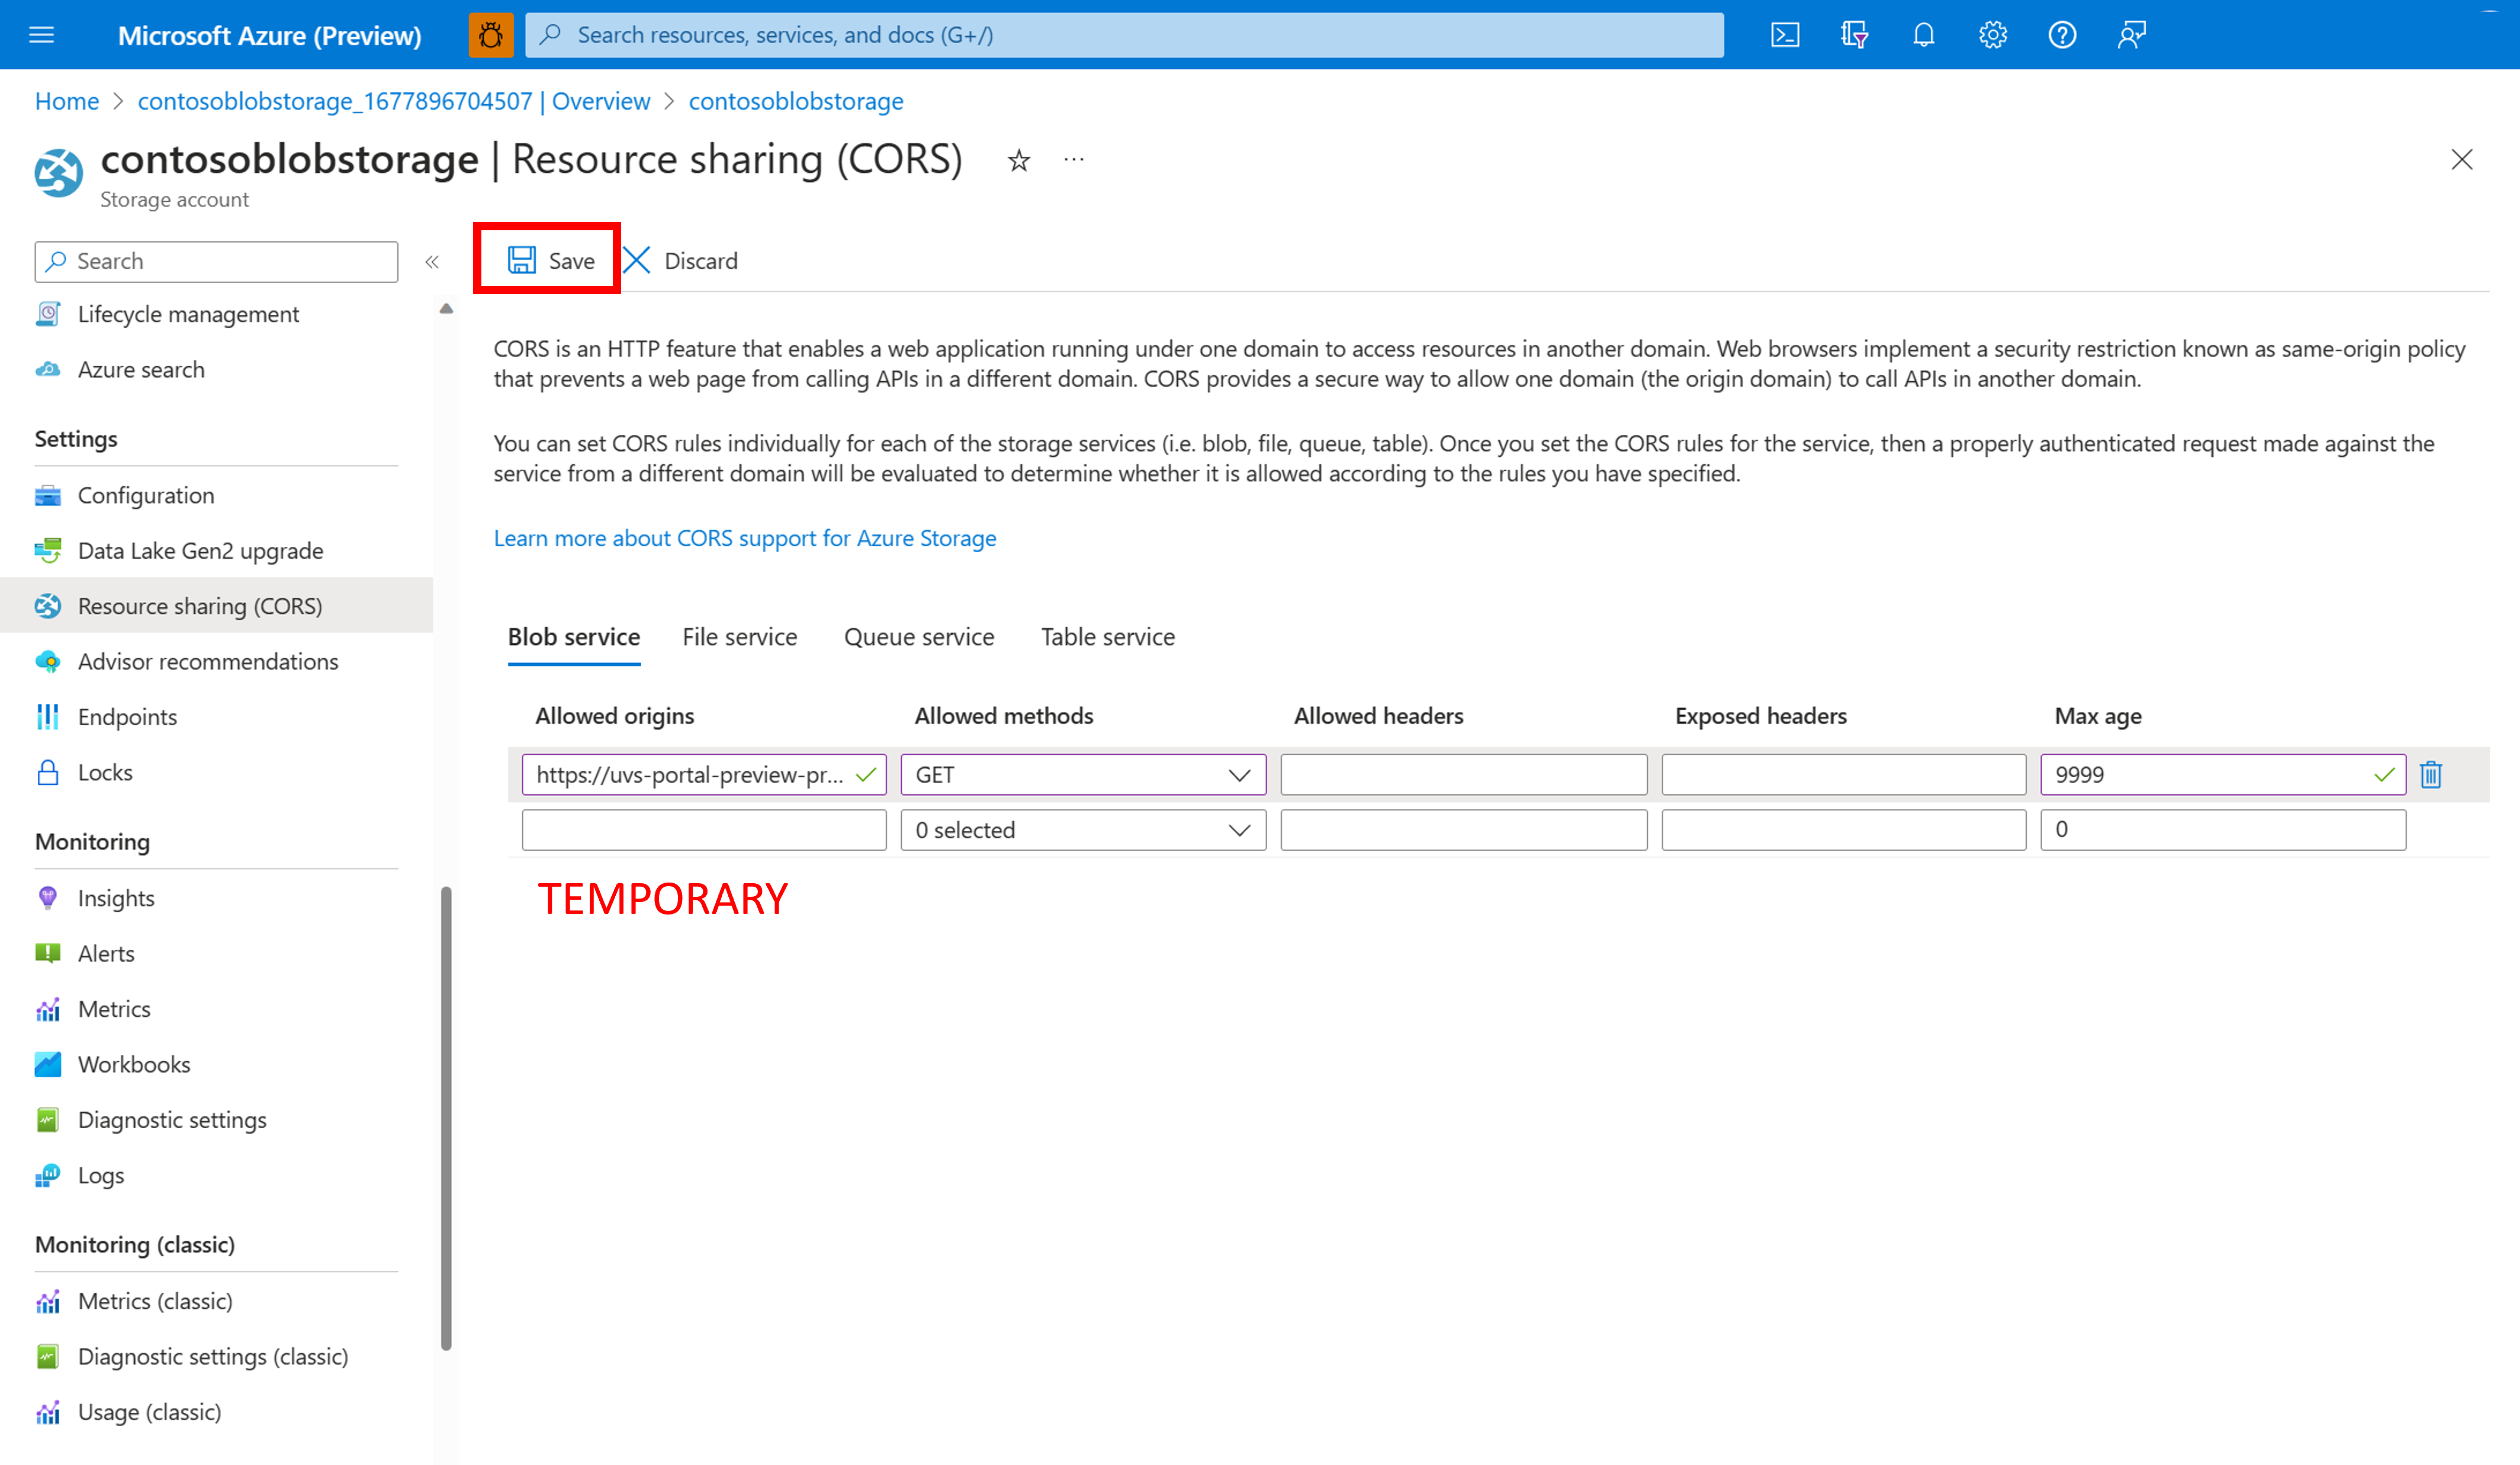 Microsoft Azure (Preview)
Search resources, services, and docs (G+/)
Home > contosoblobstorage_1677896704507 | Overview > contosoblobstorage
contosoblobstorage | Resource sharing (CORS)
Storage account
Search
Save
Discard
Lifecycle management
Azure search
Settings
Configuration
Data Lake Gen2 upgrade
Resource sharing (CORS)
Advisor recommendations
Endpoints
Locks
Monitoring
Insights
Alerts
Metrics
Workbooks
Diagnostic settings
Logs
Monitoring (classic)
Metrics (classic)
Diagnostic settings (classic)
Usage (classic)
CORS is an HTTP feature that enables a web application running under one domain to access resources in another domain. Web browsers implement a security restriction known as same-origin policy
that prevents a web page from calling APIs in a different domain. CORS provides a secure way to allow one domain (the origin domain) to call APIs in another domain.
You can set CORS rules individually for each of the storage services (i.e. blob, file, queue, table). Once you set the CORS rules for the service, then a properly authenticated request made against the
service from a different domain will be evaluated to determine whether it is allowed according to the rules you have specified.
Learn more about CORS support for Azure Storage
Blob service File service Queue service Table service
Allowed origins Allowed methods Allowed headers Exposed headers Max age
https://uvs-portal-preview-pr... GET 9999
0 selected 0
TEMPORARY